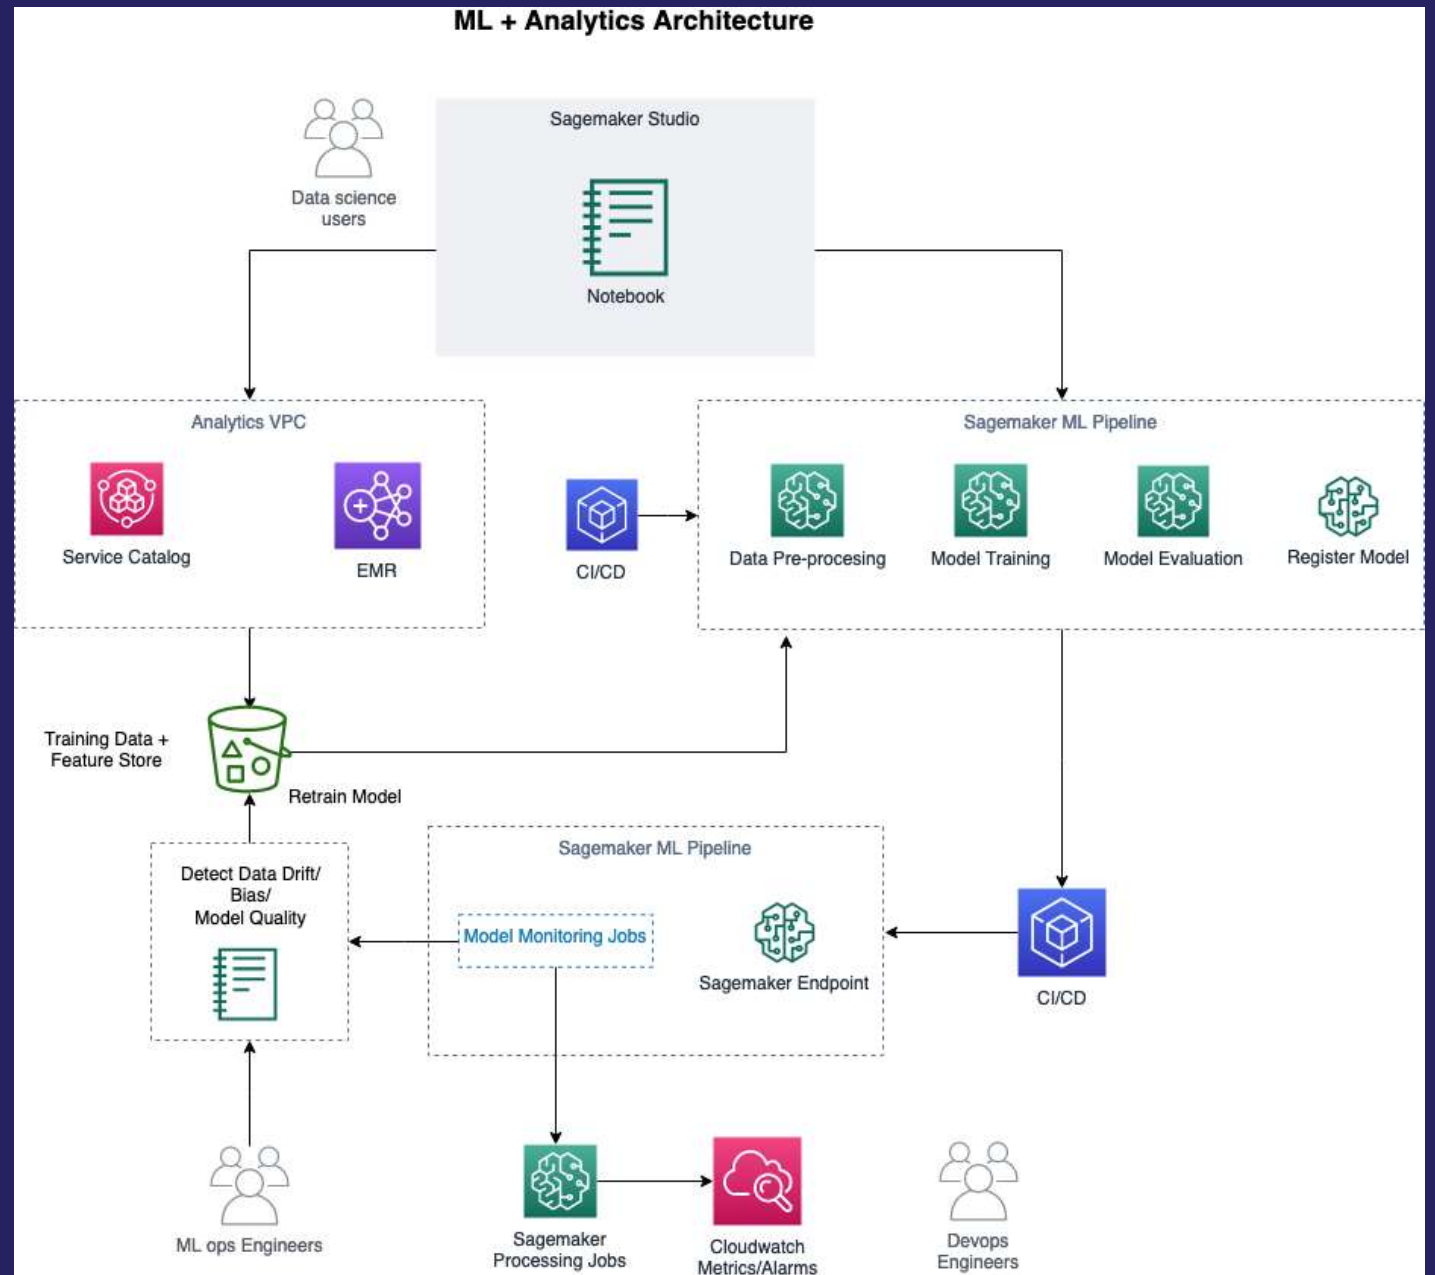 ML + Analytics Architecture
Sagemaker Studio
Data science
users
Notebook
Analytics VPC
Sagemaker ML Pipeline
Service Catalog
EMR
CI/CD
Data Pre-procesing
Model Training
Model Evaluation
Register Model
Training Data +
Feature Store
Retrain Model
Detect Data Drift/
Bias/
Model Quality
Sagemaker ML Pipeline
Model Monitoring Jobs
Sagemaker Endpoint
CI/CD
ML ops Engineers
Sagemaker
Processing Jobs
Cloudwatch
Metrics/Alarms
Devops
Engineers